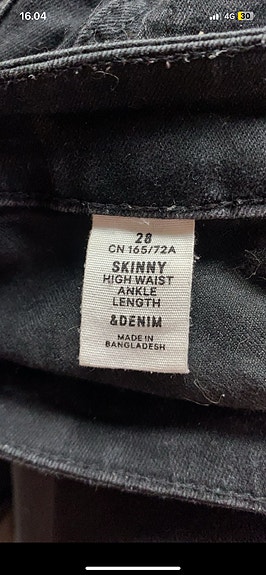 16.04
4G 30
28
CN 165/72A
SKINNY
HIGH WAIST
ANKLE
LENGTH
&DENIM
MADE IN
BANGLADESH